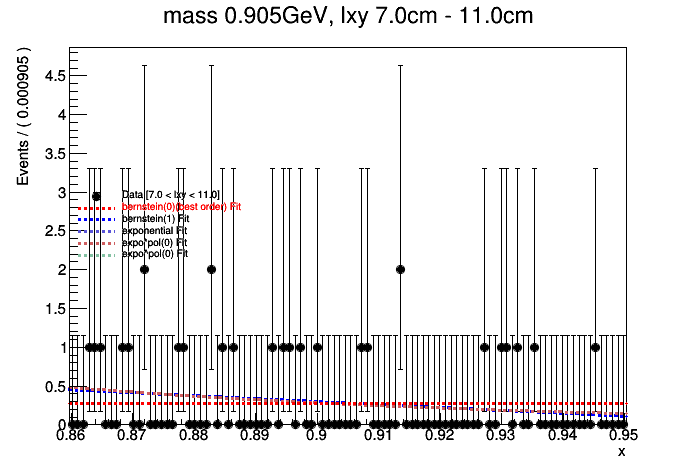 mass 0.905GeV, lxy 7.0cm - 11.0cm
Events / ( 0.000905 )
4.5
4
3.5
3
2.5
2
1.5
1
0.5
0
Data [7.0 < lxy < 11.0]
bernstein(0)(best order) Fit
bernstein(1) Fit
exponential Fit
expo*pol(0) Fit
expo*pol(0) Fit
0.86 0.87 0.88 0.89 0.9 0.91 0.92 0.93 0.94 0.95
x